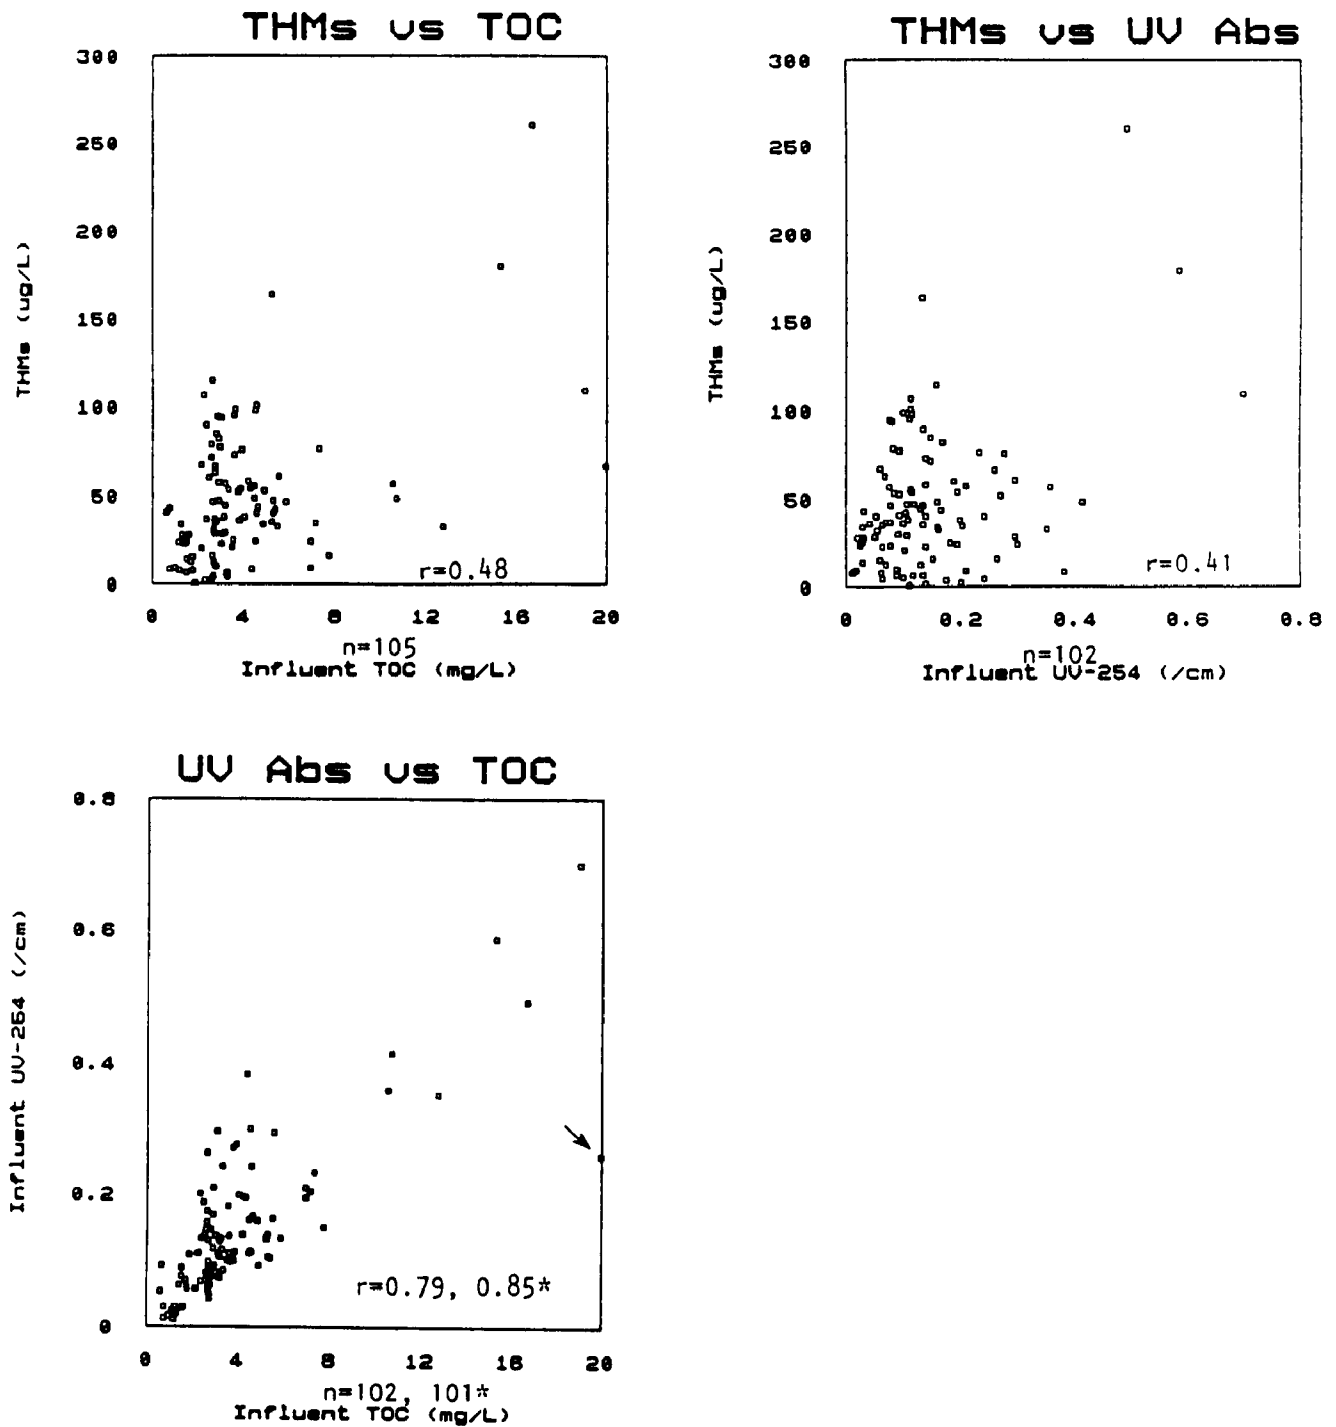 THMs vs TOC
300
250
200
150
100
50
0
THMs (ug/L)
r=0.48
0 4 8 12 16 20
n=105
Influent TOC (mg/L)
THMs vs UV Abs
300
250
200
150
100
50
0
THMs (ug/L)
r=0.41
0 0.2 0.4 0.6 0.8
n=102
Influent UV-254 (/cm)
UV Abs vs TOC
0.8
0.6
0.4
0.2
0
Influent UV-254 (/cm)
r=0.79, 0.85*
0 4 8 12 16 20
n=102, 101*
Influent TOC (mg/L)